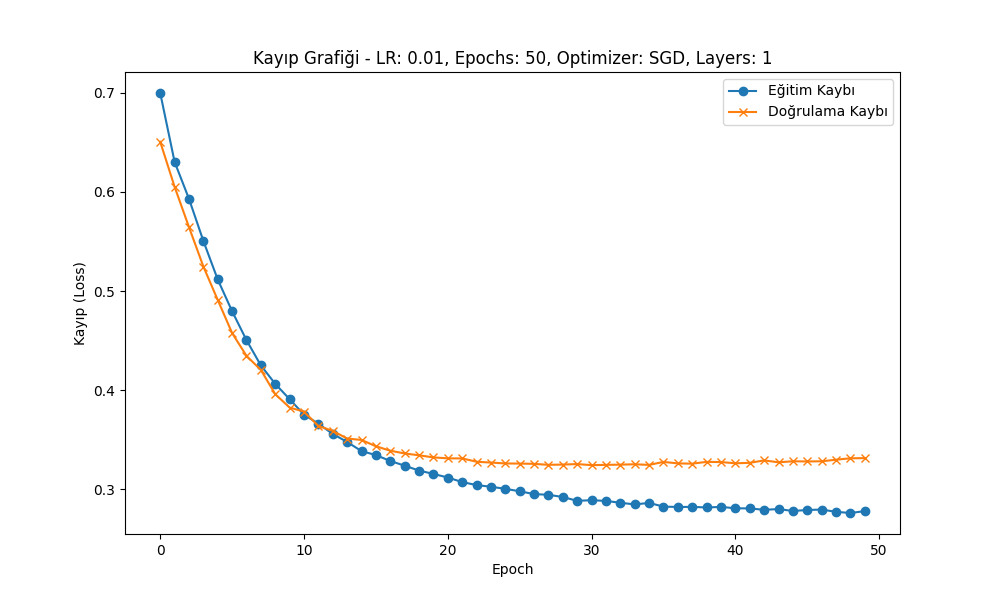 Kayıp Grafiği - LR: 0.01, Epochs: 50, Optimizer: SGD, Layers: 1
Eğitim Kaybı
Doğrulama Kaybı
Kayıp (Loss)
0.7
0.6
0.5
0.4
0.3
0 10 20 30 40 50
Epoch